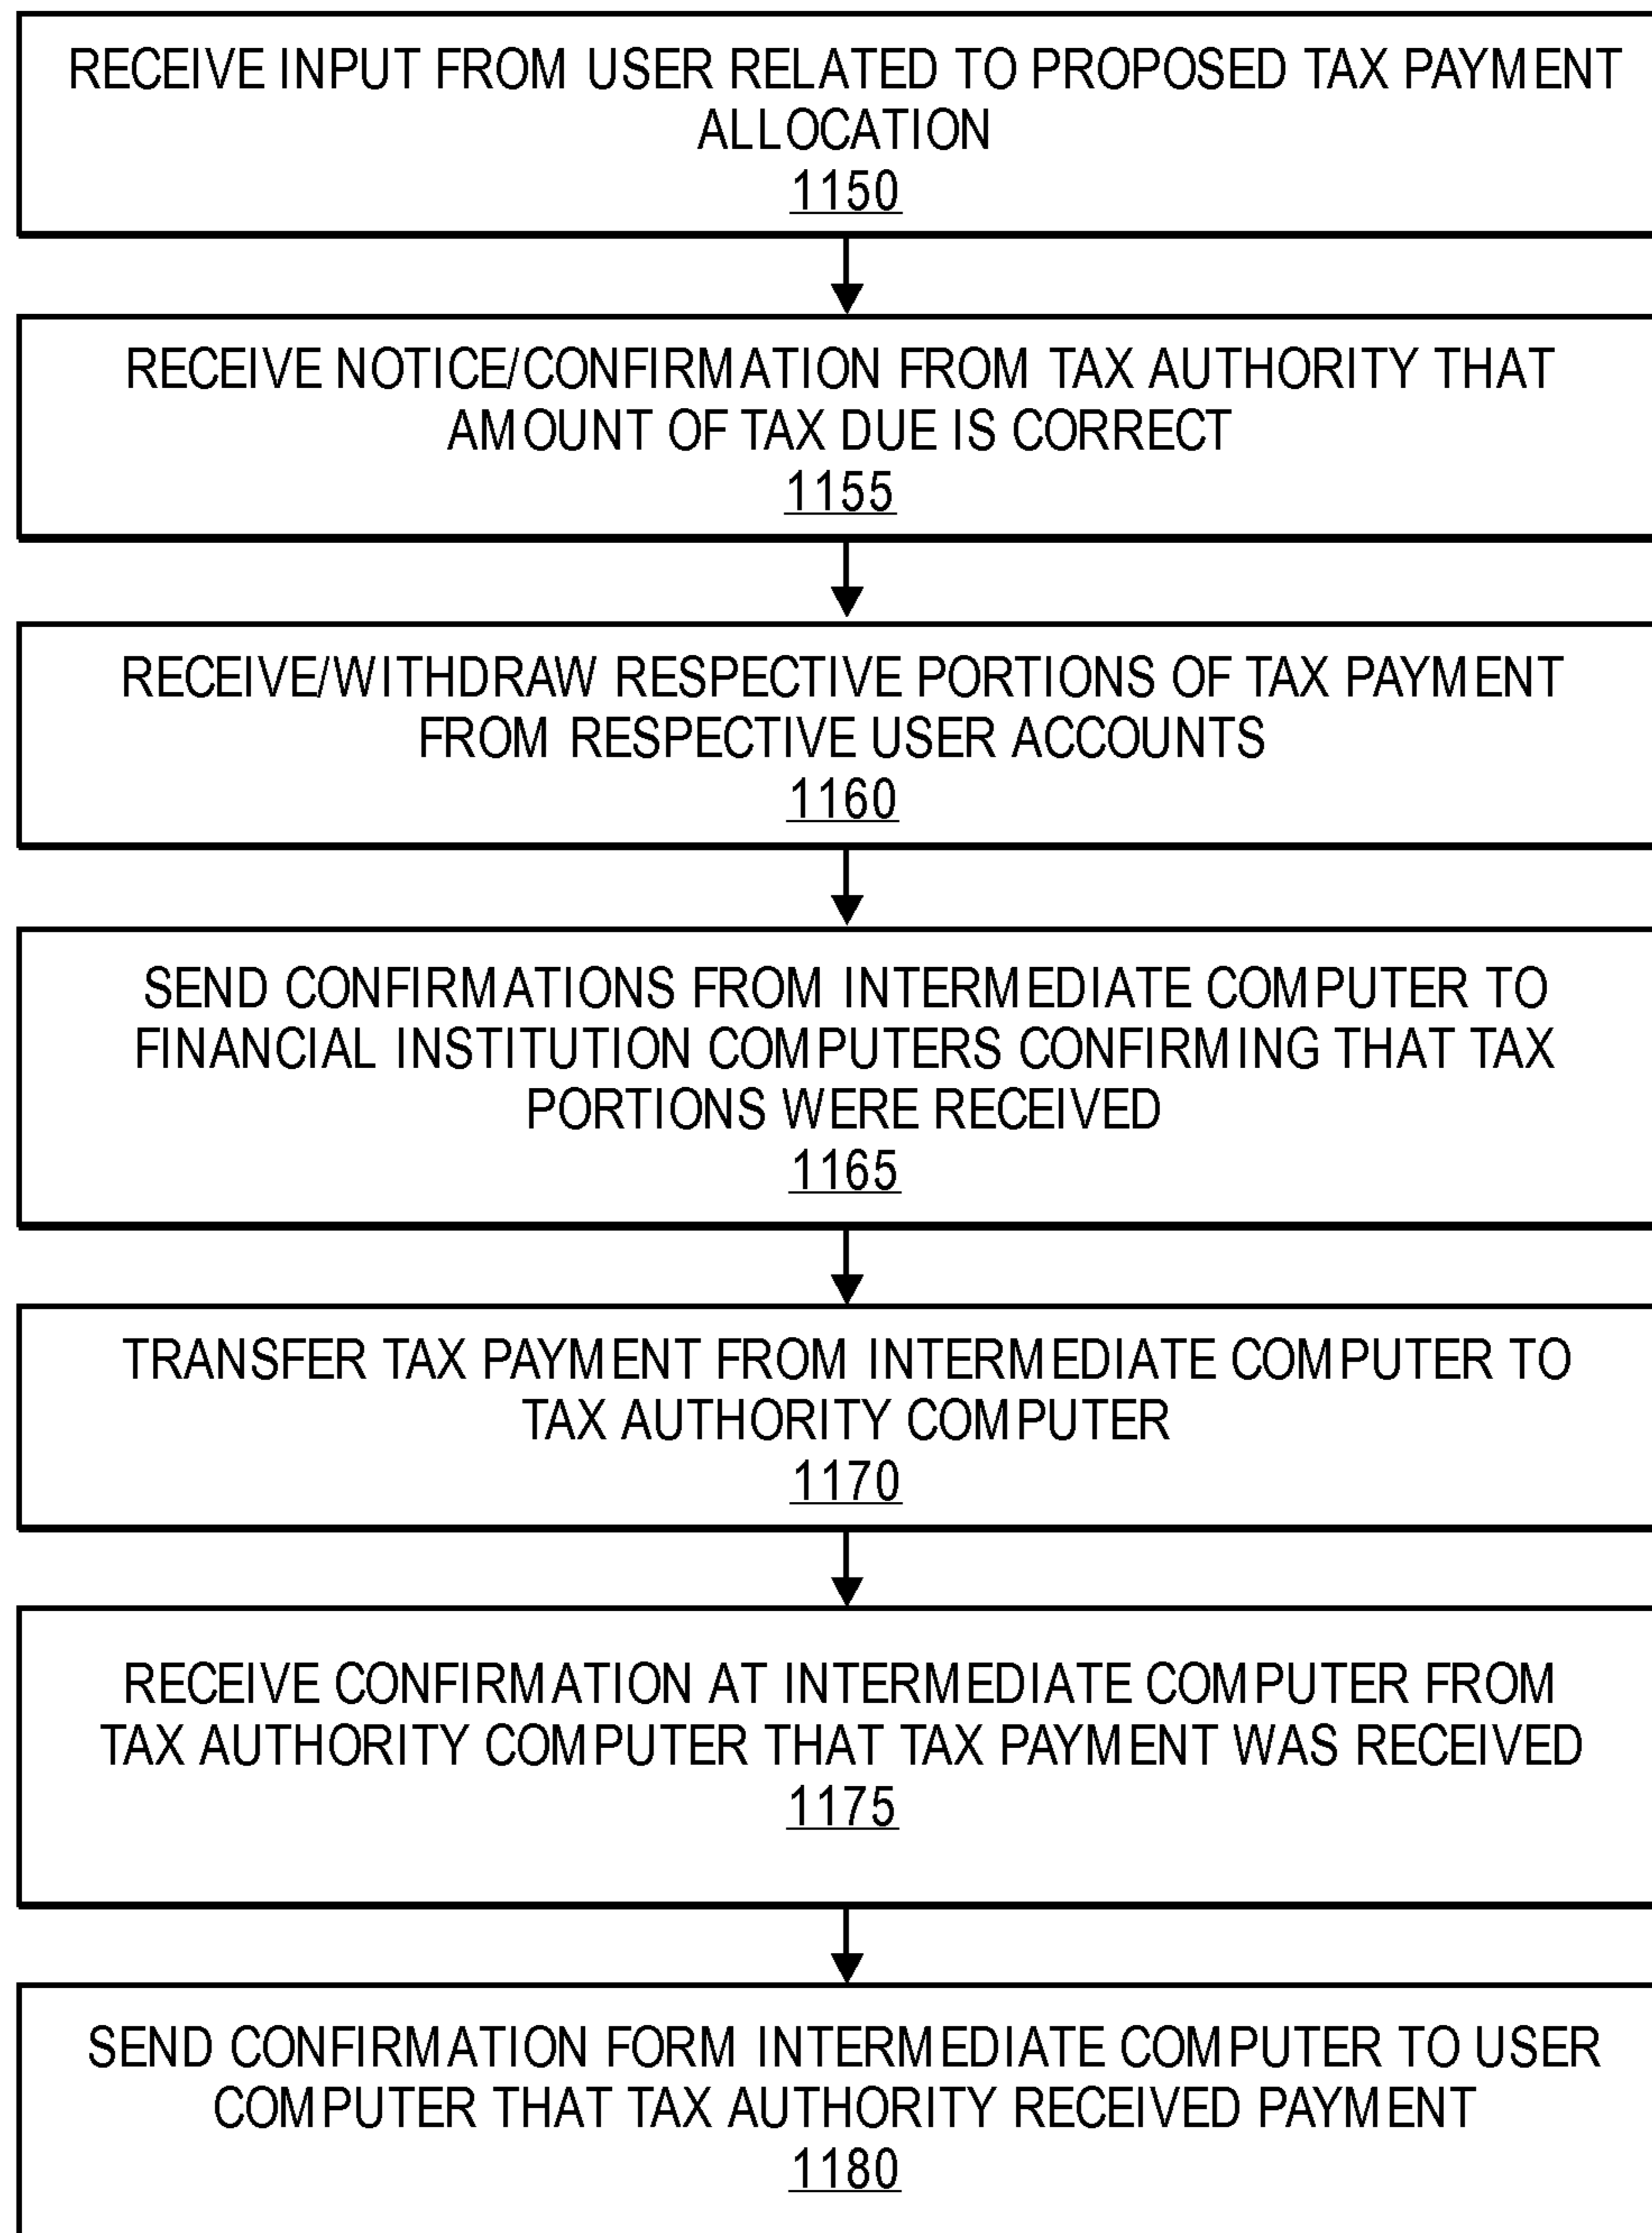 RECEIVE INPUT FROM USER RELATED TO PROPOSED TAX PAYMENT
ALLOCATION
1150
RECEIVE NOTICE/CONFIRMATION FROM TAX AUTHORITY THAT
AMOUNT OF TAX DUE IS CORRECT
1155
RECEIVE/WITHDRAW RESPECTIVE PORTIONS OF TAX PAYMENT
FROM RESPECTIVE USER ACCOUNTS
1160
SEND CONFIRMATIONS FROM INTERMEDIATE COMPUTER TO
FINANCIAL INSTITUTION COMPUTERS CONFIRMING THAT TAX
PORTIONS WERE RECEIVED
1165
TRANSFER TAX PAYMENT FROM INTERMEDIATE COMPUTER TO
TAX AUTHORITY COMPUTER
1170
RECEIVE CONFIRMATION AT INTERMEDIATE COMPUTER FROM
TAX AUTHORITY COMPUTER THAT TAX PAYMENT WAS RECEIVED
1175
SEND CONFIRMATION FORM INTERMEDIATE COMPUTER TO USER
COMPUTER THAT TAX AUTHORITY RECEIVED PAYMENT
1180